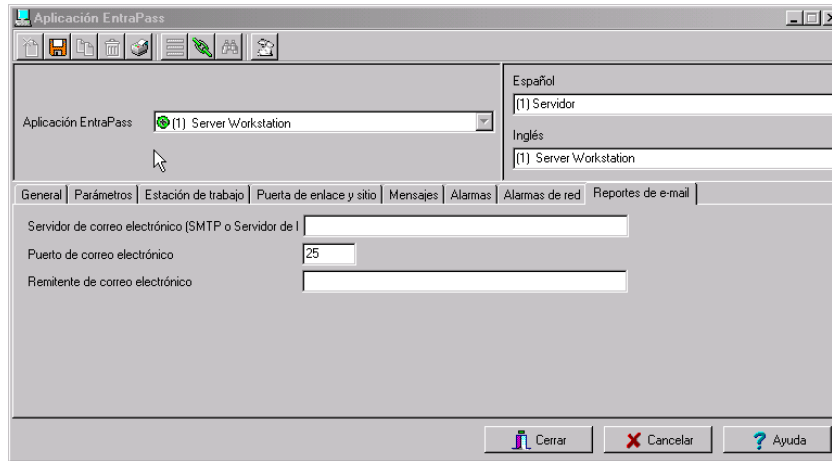 Aplicación EntraPass
Español
(1) Servidor
Aplicación EntraPass
(1) Server Workstation
Inglés
(1) Server Workstation
General
Parámetros
Estación de trabajo
Puerta de enlace y sitio
Mensajes
Alarmas
Alarmas de red
Reportes de e-mail
Servidor de correo electrónico (SMTP o Servidor de
Puerto de correo electrónico
25
Remitente de correo electrónico
Cerrar
Cancelar
Ayuda